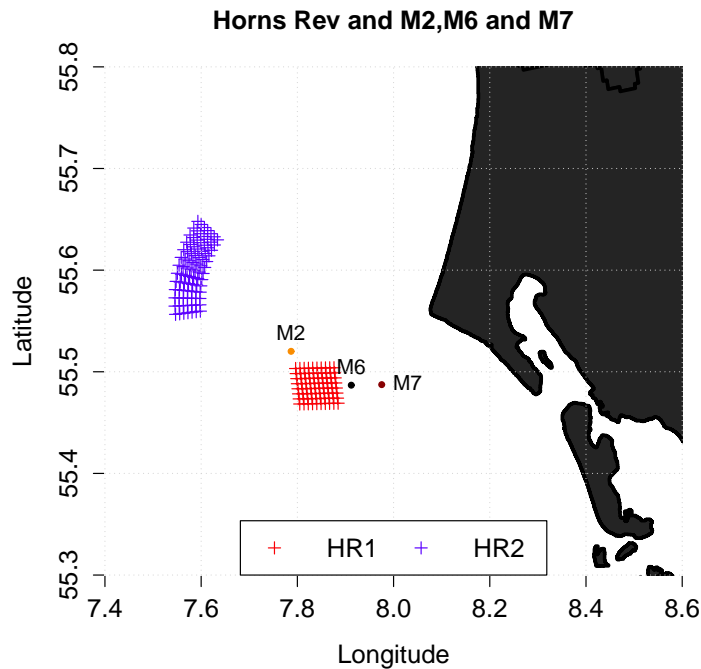 Horns Rev and M2,M6 and M7
55.8
55.7
55.6
55.5
55.4
55.3
Latitude
M2
M6
M7
HR1 HR2
7.4 7.6 7.8 8.0 8.2 8.4 8.6
Longitude